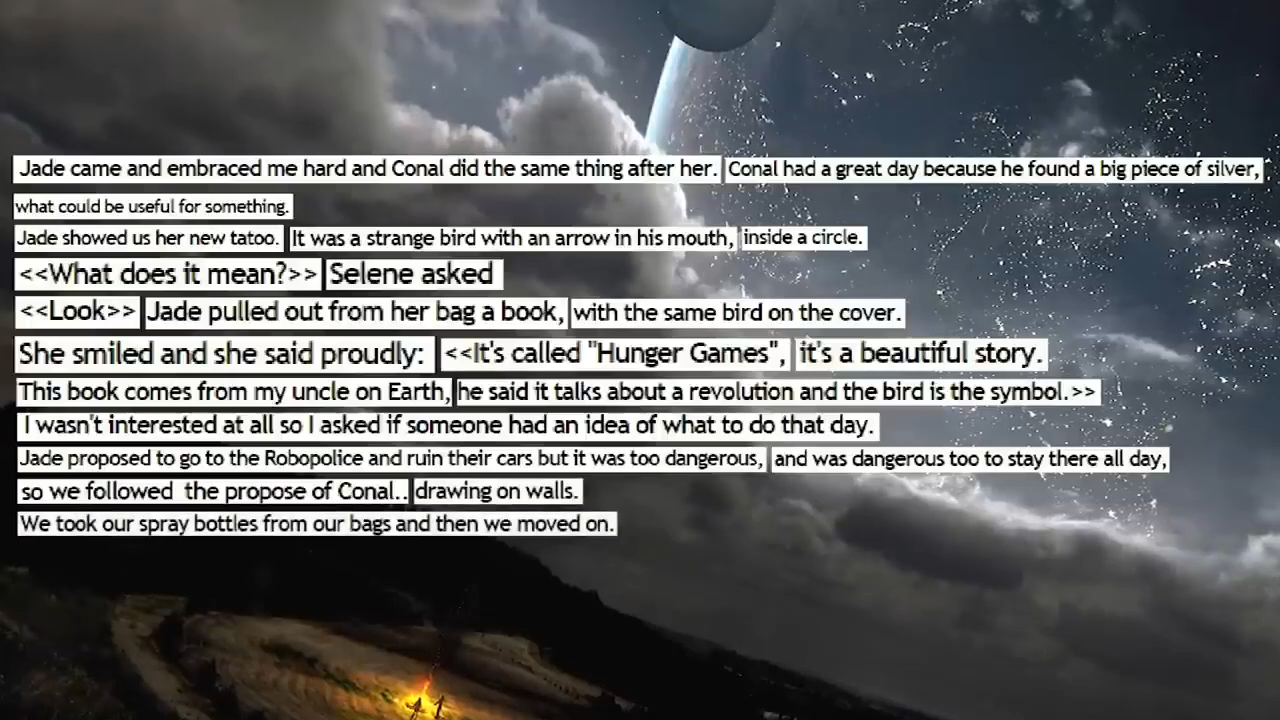 Jade came and embraced me hard and Conal did the same thing after her. Conal had a great day because he found a big piece of silver,
what could be useful for something.
Jade showed us her new tatoo. It was a strange bird with an arrow in his mouth, inside a circle.
<<What does it mean?>> Selene asked
<<Look>> Jade pulled out from her bag a book, with the same bird on the cover.
She smiled and she said proudly: <<It's called "Hunger Games", it's a beautiful story.
This book comes from my uncle on Earth, he said it talks about a revolution and the bird is the symbol.>>
I wasn't interested at all so I asked if someone had an idea of what to do that day.
Jade proposed to go to the Robopolice and ruin their cars but it was too dangerous, and was dangerous too to stay there all day,
so we followed the propose of Conal.. drawing on walls.
We took our spray bottles from our bags and then we moved on.